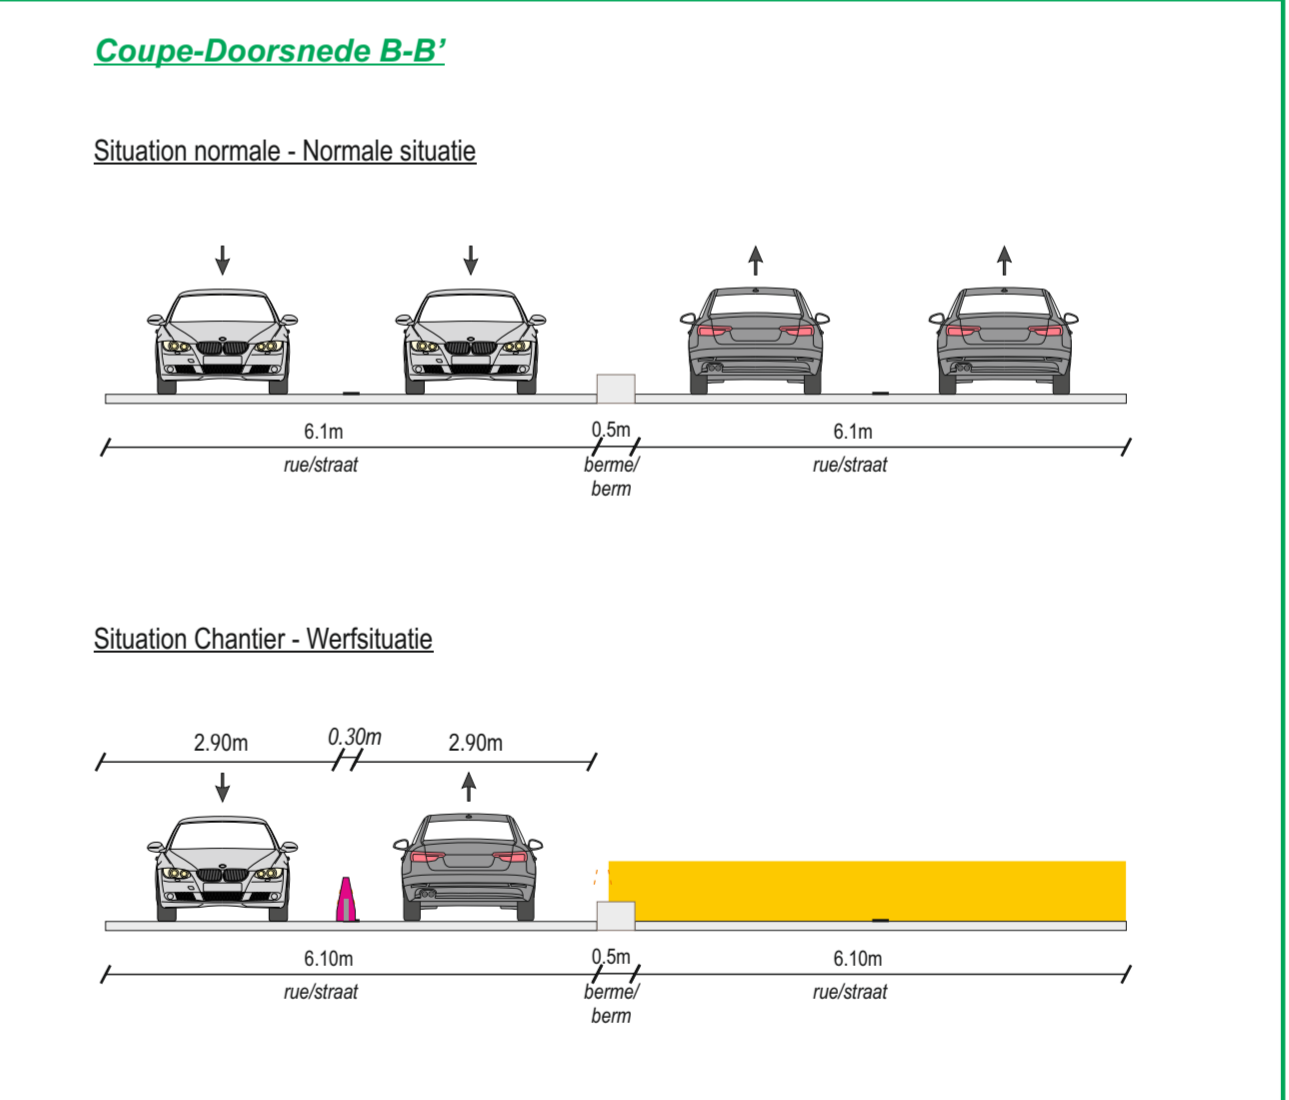 Coupe-Doorsnede B-B’
Situation normale - Normale situatie
6.1m 0.5m 6.1m
rue/straat berme/ rue/straat
berm
Situation Chantier - Werfsituatie
2.90m 0.30m 2.90m
6.10m 0.5m 6.10m
rue/straat berme/ rue/straat
berm